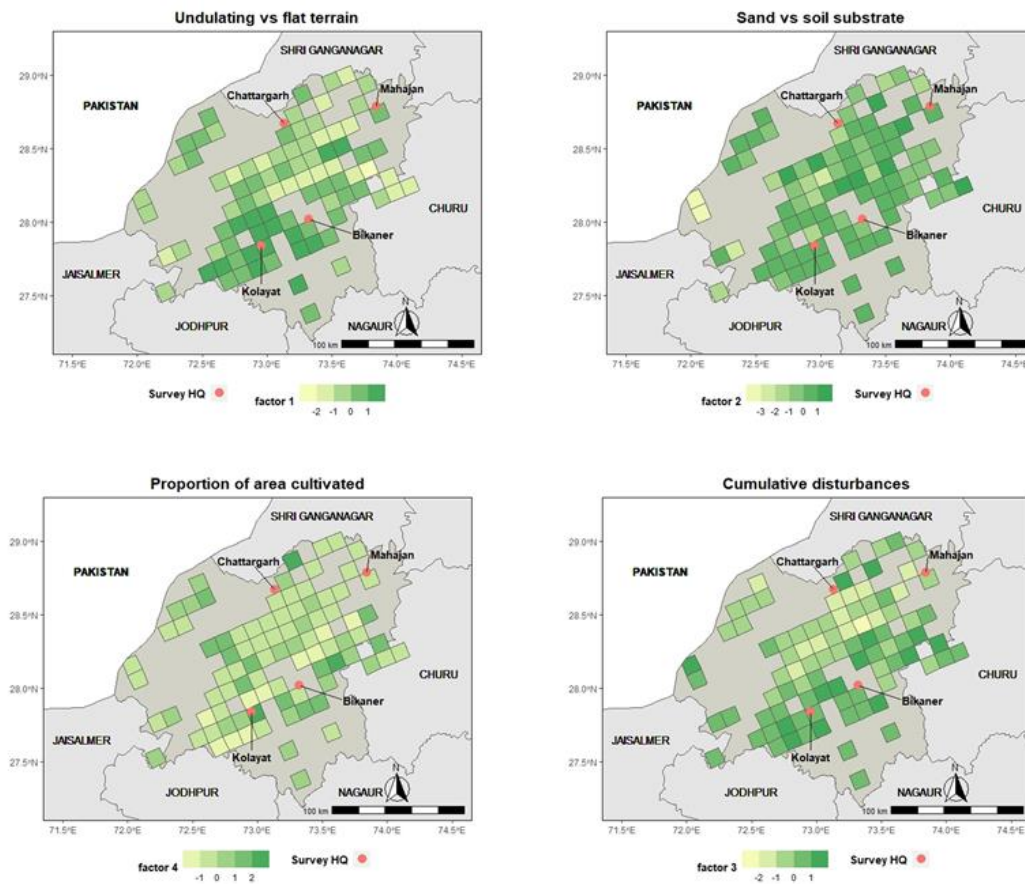 Undulating vs flat terrain
SHRI GANGANAGAR
Mahajan
Chattargarh
PAKISTAN
CHURU
Bikaner
JAISALMER
Kolayat
JODHPUR
NAGAUR
N
100 km
29.0°N
28.5°N
28.0°N
27.5°N
71.5°E 72.0°E 72.5°E 73.0°E 73.5°E 74.0°E 74.5°E
Survey HQ
factor 1
-2 -1 0 1
Sand vs soil substrate
SHRI GANGANAGAR
Mahajan
Chattargarh
PAKISTAN
CHURU
Bikaner
JAISALMER
Kolayat
JODHPUR
NAGAUR
N
100 km
29.0°N
28.5°N
28.0°N
27.5°N
71.5°E 72.0°E 72.5°E 73.0°E 73.5°E 74.0°E 74.5°E
factor 2
-3 -2 -1 0 1
Survey HQ
Proportion of area cultivated
SHRI GANGANAGAR
Mahajan
Chattargarh
PAKISTAN
CHURU
Bikaner
JAISALMER
Kolayat
JODHPUR
NAGAUR
N
100 km
29.0°N
28.5°N
28.0°N
27.5°N
71.5°E 72.0°E 72.5°E 73.0°E 73.5°E 74.0°E 74.5°E
factor 4
-1 0 1 2
Survey HQ
Cumulative disturbances
SHRI GANGANAGAR
Mahajan
Chattargarh
PAKISTAN
CHURU
Bikaner
JAISALMER
Kolayat
JODHPUR
NAGAUR
N
100 km
29.0°N
28.5°N
28.0°N
27.5°N
71.5°E 72.0°E 72.5°E 73.0°E 73.5°E 74.0°E 74.5°E
factor 3
-2 -1 0 1
Survey HQ